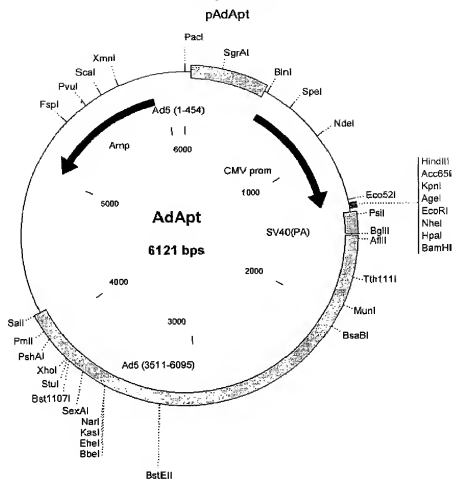 pAdApt
PacI
SgrAI
BlnI
SpeI
NdeI
HindIII
Acc65I
KpnI
AgeI
EcoRI
NheI
HpaI
BamHI
Eco52I
PsiI
BglII
AflII
Tth111I
MunI
BsaBI
BstEII
BbeI
EheI
KasI
NarI
SexAI
Bst1107I
StuI
XhoI
PshAI
PmlI
SalI
FspI
PvuI
ScaI
XmnI
Ad5 (1-454)
6000
Amp
CMV prom
1000
5000
AdApt
6121 bps
SV40(PA)
2000
4000
3000
Ad5 (3511-6095)